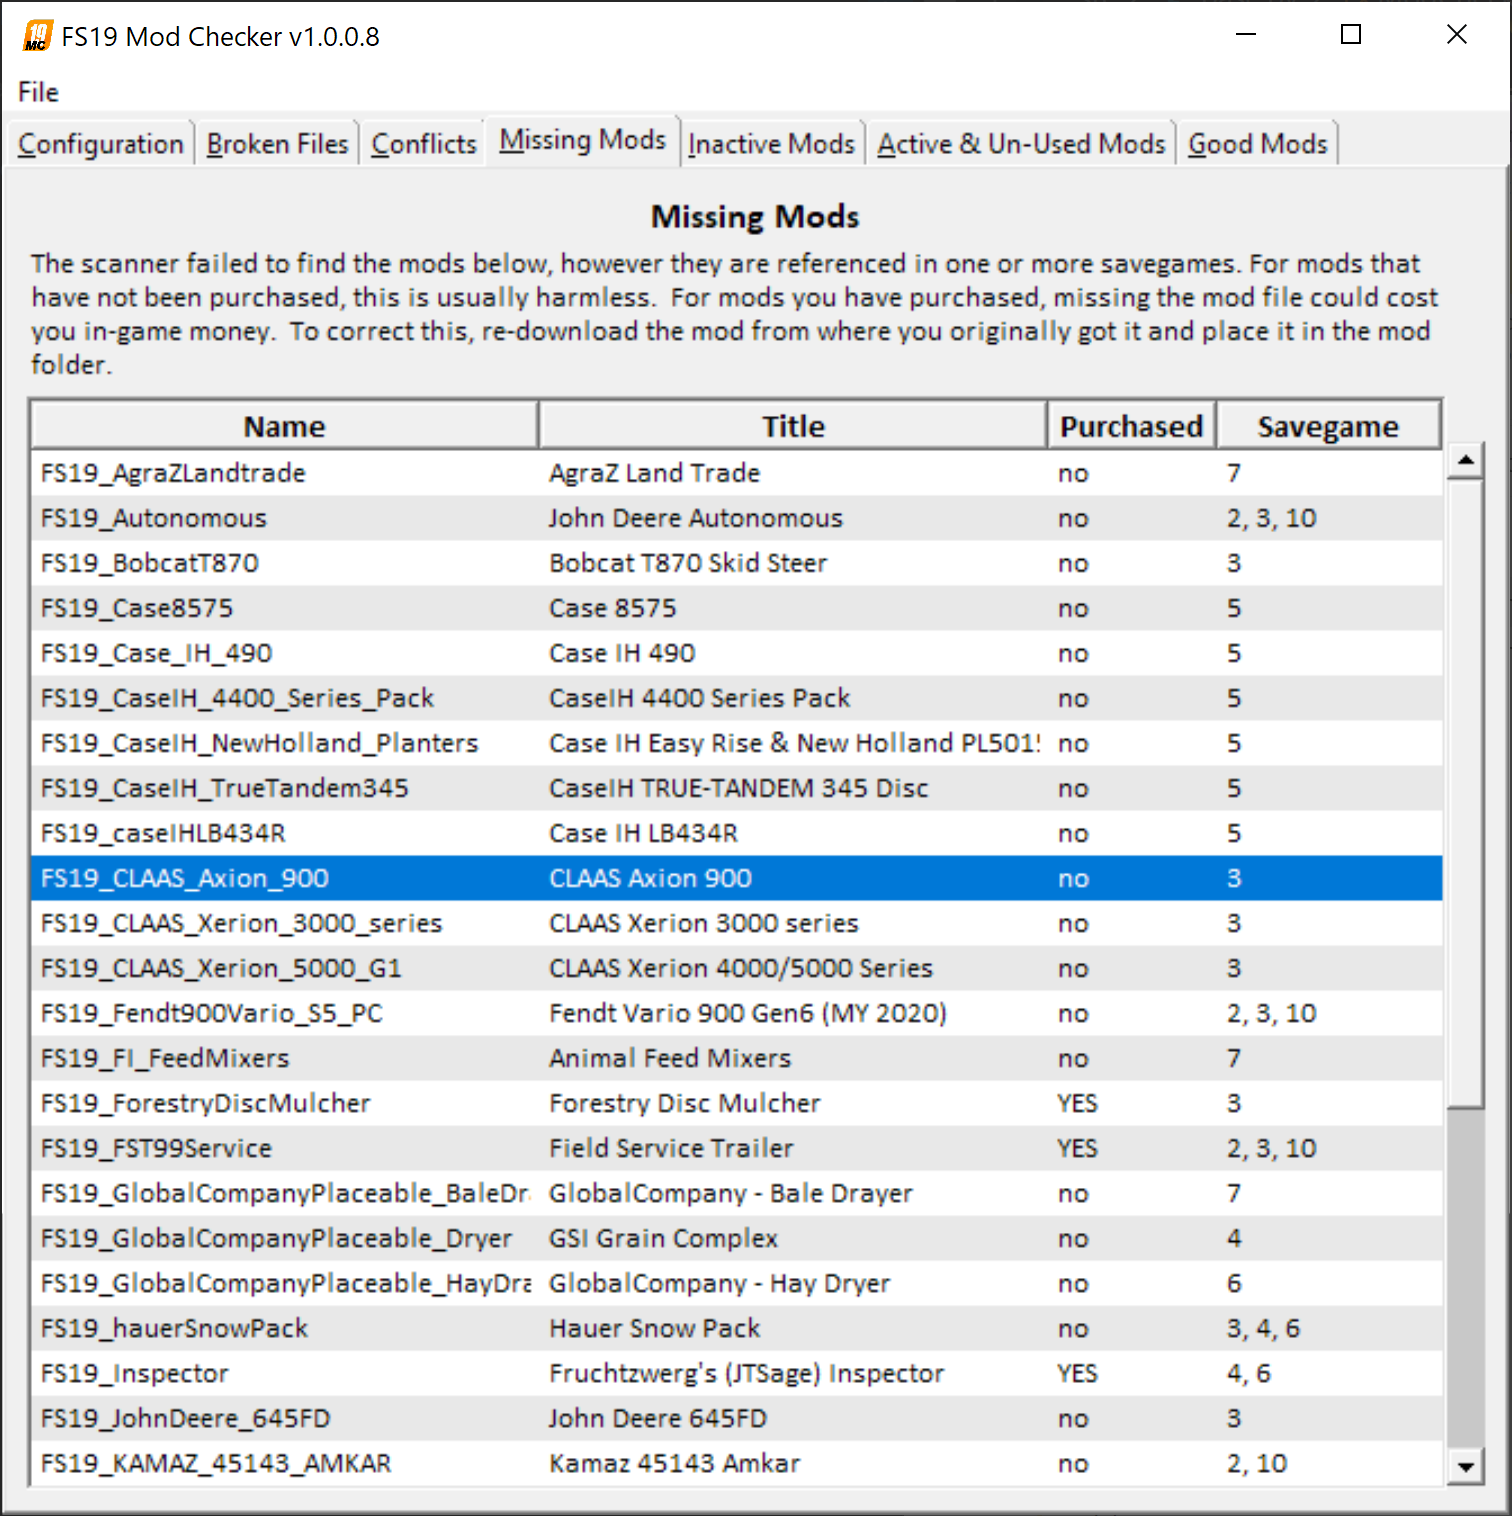 19
MC
FS19 Mod Checker v1.0.0.8
File
Configuration Broken Files Conflicts Missing Mods Inactive Mods Active & Un-Used Mods Good Mods
Missing Mods
The scanner failed to find the mods below, however they are referenced in one or more savegames. For mods that
have not been purchased, this is usually harmless.  For mods you have purchased, missing the mod file could cost
you in-game money.  To correct this, re-download the mod from where you originally got it and place it in the mod
folder.
Name Title Purchased Savegame
FS19_AgraZLandtrade AgraZ Land Trade no 7
FS19_Autonomous John Deere Autonomous no 2, 3, 10
FS19_BobcatT870 Bobcat T870 Skid Steer no 3
FS19_Case8575 Case 8575 no 5
FS19_Case_IH_490 Case IH 490 no 5
FS19_CaseIH_4400_Series_Pack CaseIH 4400 Series Pack no 5
FS19_CaseIH_NewHolland_Planters Case IH Easy Rise & New Holland PL501 no 5
FS19_CaseIH_TrueTandem345 CaseIH TRUE-TANDEM 345 Disc no 5
FS19_caseIHLB434R Case IH LB434R no 5
FS19_CLAAS_Axion_900 CLAAS Axion 900 no 3
FS19_CLAAS_Xerion_3000_series CLAAS Xerion 3000 series no 3
FS19_CLAAS_Xerion_5000_G1 CLAAS Xerion 4000/5000 Series no 3
FS19_Fendt900Vario_S5_PC Fendt Vario 900 Gen6 (MY 2020) no 2, 3, 10
FS19_FI_FeedMixers Animal Feed Mixers no 7
FS19_ForestryDiscMulcher Forestry Disc Mulcher YES 3
FS19_FST99Service Field Service Trailer YES 2, 3, 10
FS19_GlobalCompanyPlaceable_BaleDr GlobalCompany - Bale Drayer no 7
FS19_GlobalCompanyPlaceable_Dryer GSI Grain Complex no 4
FS19_GlobalCompanyPlaceable_HayDra GlobalCompany - Hay Dryer no 6
FS19_hauerSnowPack Hauer Snow Pack no 3, 4, 6
FS19_Inspector Fruchtzwerg's (JTSage) Inspector YES 4, 6
FS19_JohnDeere_645FD John Deere 645FD no 3
FS19_KAMAZ_45143_AMKAR Kamaz 45143 Amkar no 2, 10